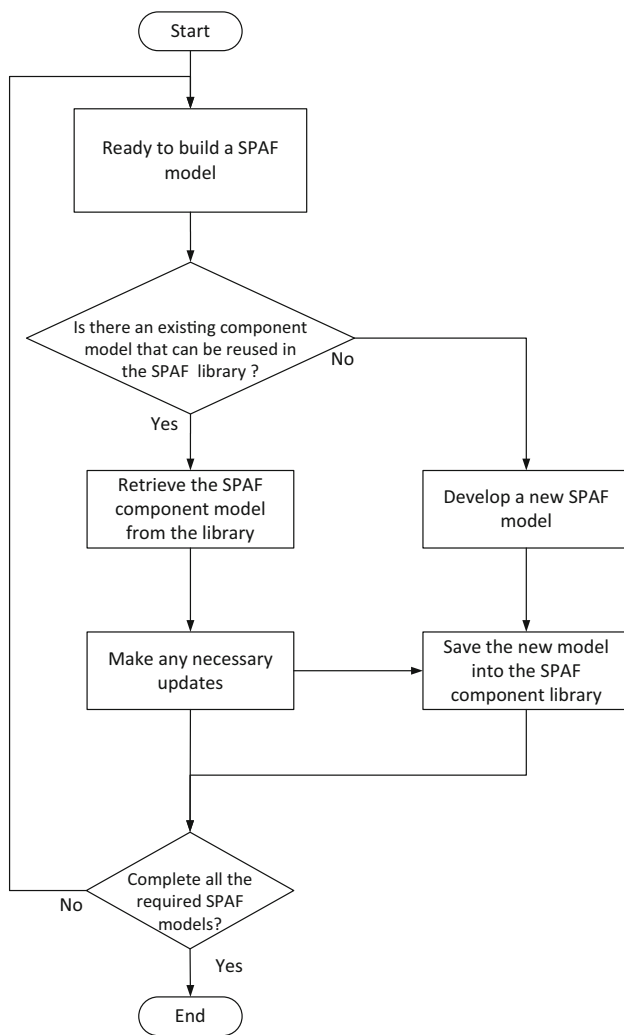 Start
Ready to build a SPAF
model
Is there an existing component
model that can be reused in
the SPAF library ?
No
Yes
Retrieve the SPAF
component model
from the library
Develop a new SPAF
model
Make any necessary
updates
Save the new model
into the SPAF
component library
Complete all the
required SPAF
models?
No
Yes
End